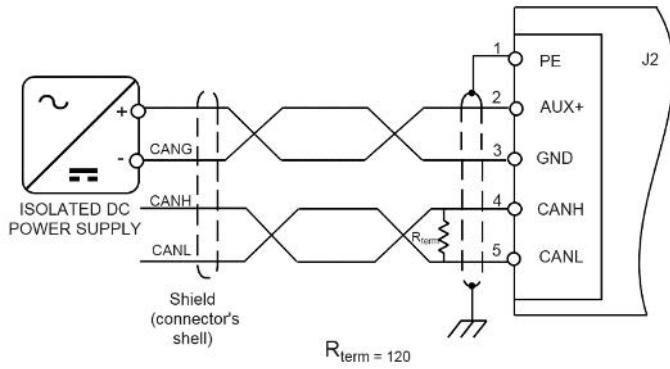 1
PE
J2
+
2
AUX+
-
CANG
3
GND
ISOLATED DC
POWER SUPPLY
CANH
4
CANH
Rterm
CANL
5
CANL
Shield
(connector's
shell)
Rterm = 120